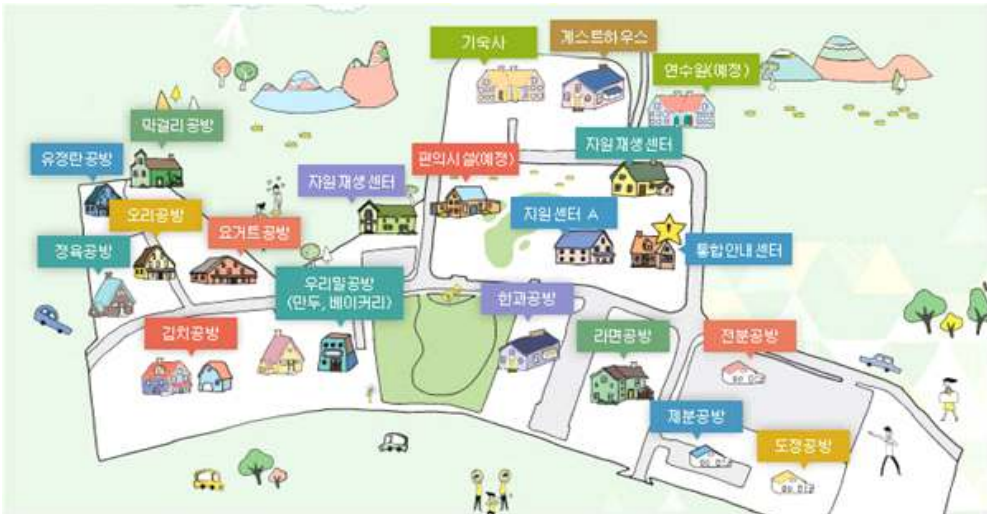 기숙사
게스트하우스
연수원(예정)
막걸리공방
유정란공방
자원재생센터
편의시설(예정)
자원재생센터
오리공방
요거트공방
지원센터 A
통합안내센터
정육공방
우리밀공방
(만두, 베이커리)
한과공방
김치공방
라면공방
전분공방
제분공방
도정공방